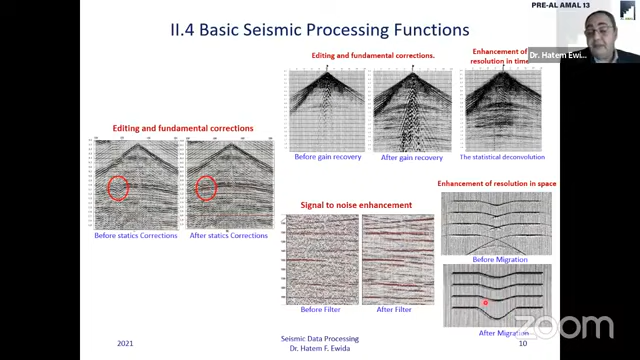 PRE-AL AMAL 13
II.4 Basic Seismic Processing Functions
Dr. Hatem Ewid...
Editing and fundamental corrections.
Enhancement of
resolution in time
Before gain recovery
After gain recovery
The statistical deconvolution
Editing and fundamental corrections
Before statics Corrections
After statics Corrections
Signal to noise enhancement
Before Filter
After Filter
Enhancement of resolution in space
Before Migration
After Migration
zoom
2021
Seismic Data Processing
Dr. Hatem F. Ewida
10